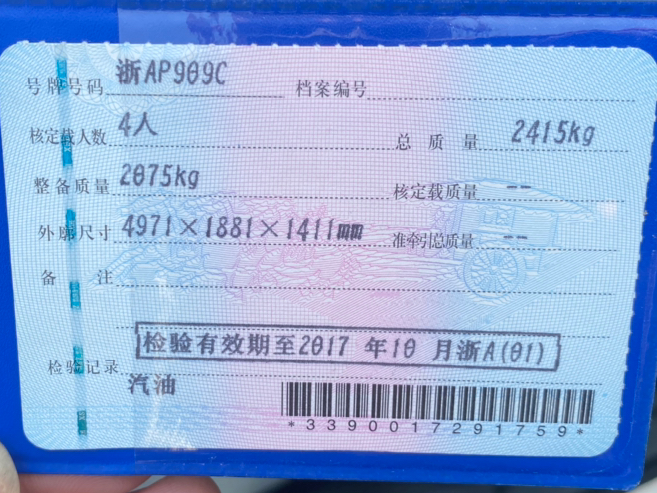 号牌号码 浙AP909C 档案编号
核定载人数 4人 总质量 2415kg
整备质量 2075kg 核定载质量 --
外廓尺寸 4971×1881×1411mm 准牵引总质量 --
备注
检验有效期至2017 年10 月浙A(01)
检验记录
汽油
*3390017291759*